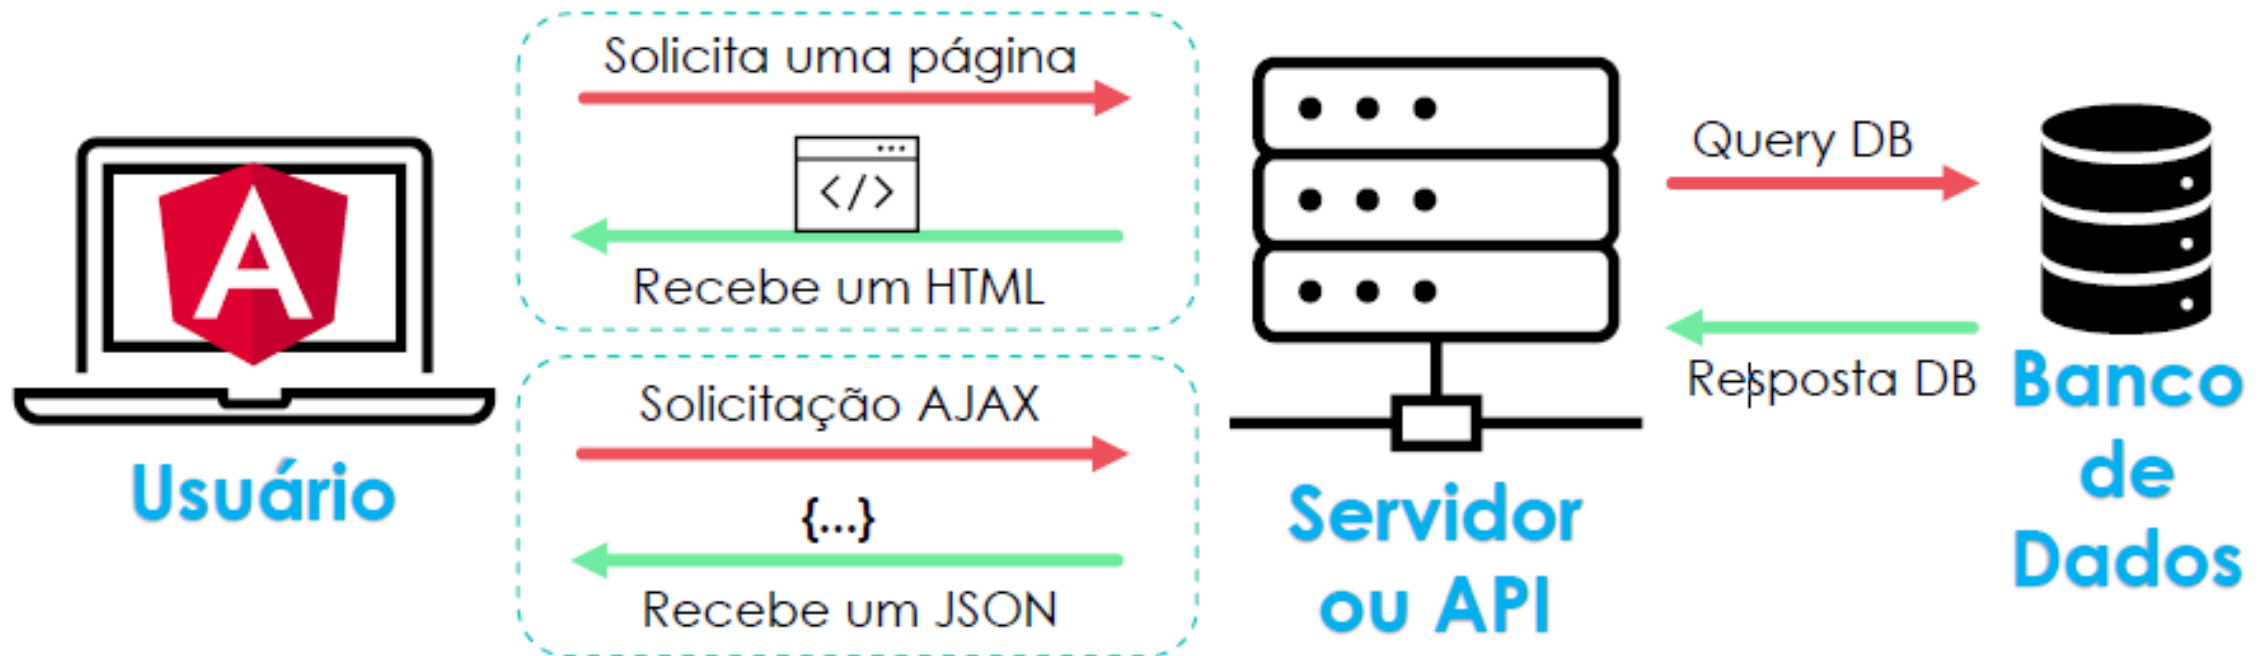 Solicita uma página
</>
Recebe um HTML
Solicitação AJAX
{...}
Recebe um JSON
A
Usuário
Servidor
ou API
Query DB
Resposta DB
Banco
de
Dados